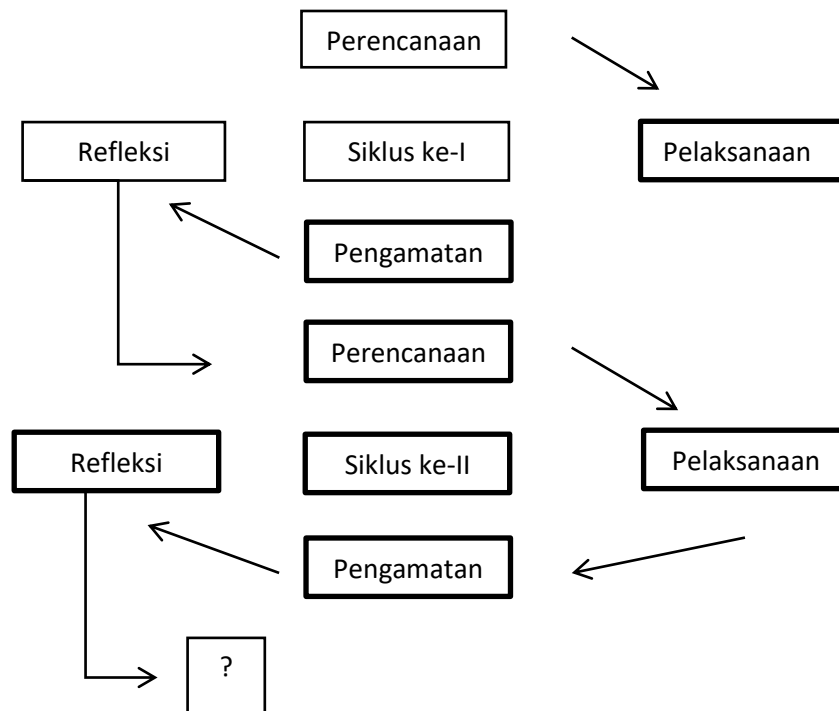 Perencanaan
Refleksi
Siklus ke-I
Pelaksanaan
Pengamatan
Perencanaan
Refleksi
Siklus ke-II
Pelaksanaan
Pengamatan
?